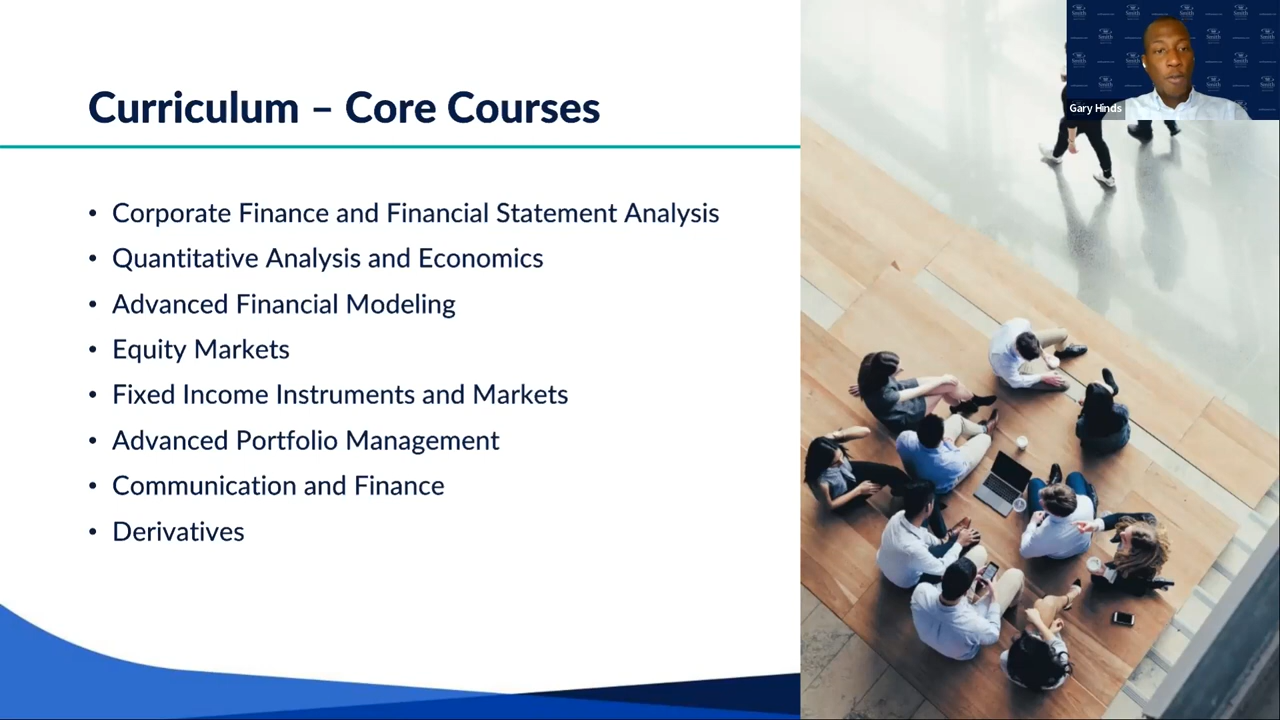 Curriculum – Core Courses
• Corporate Finance and Financial Statement Analysis
• Quantitative Analysis and Economics
• Advanced Financial Modeling
• Equity Markets
• Fixed Income Instruments and Markets
• Advanced Portfolio Management
• Communication and Finance
• Derivatives
Smith
Gary Hinds